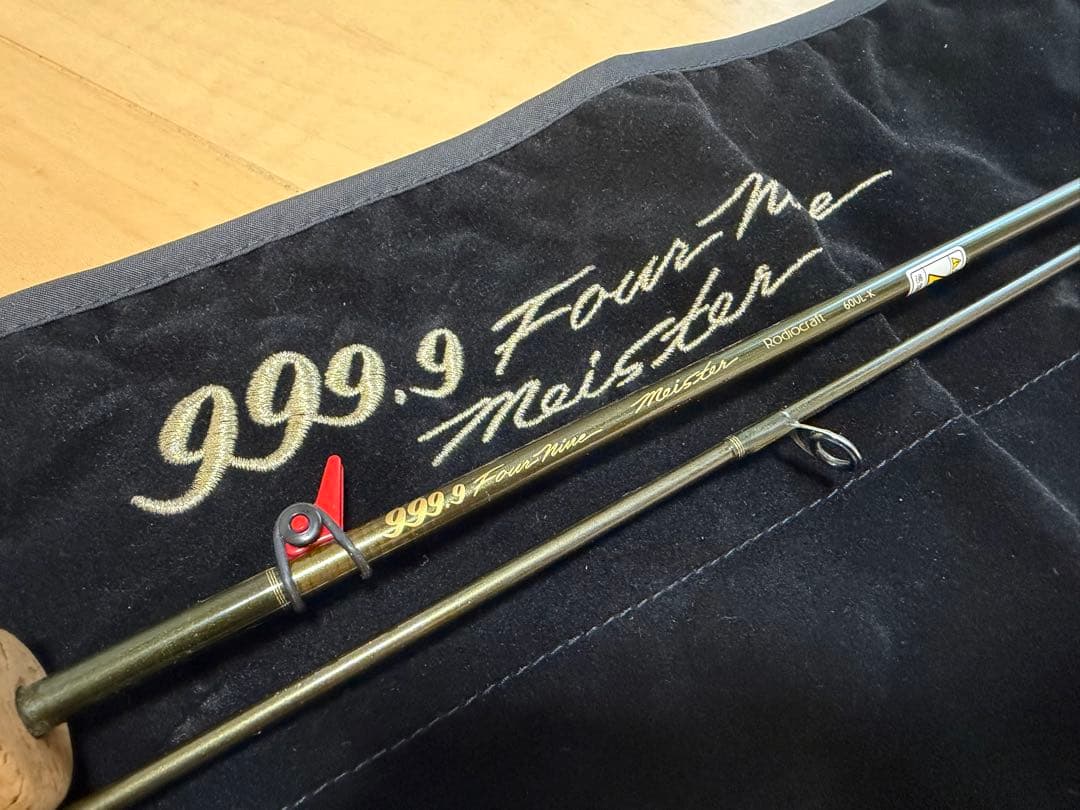 999.9 Four-Nine
Meister
999.9 Four-Nine Meister Rodiocraft 60UL-K